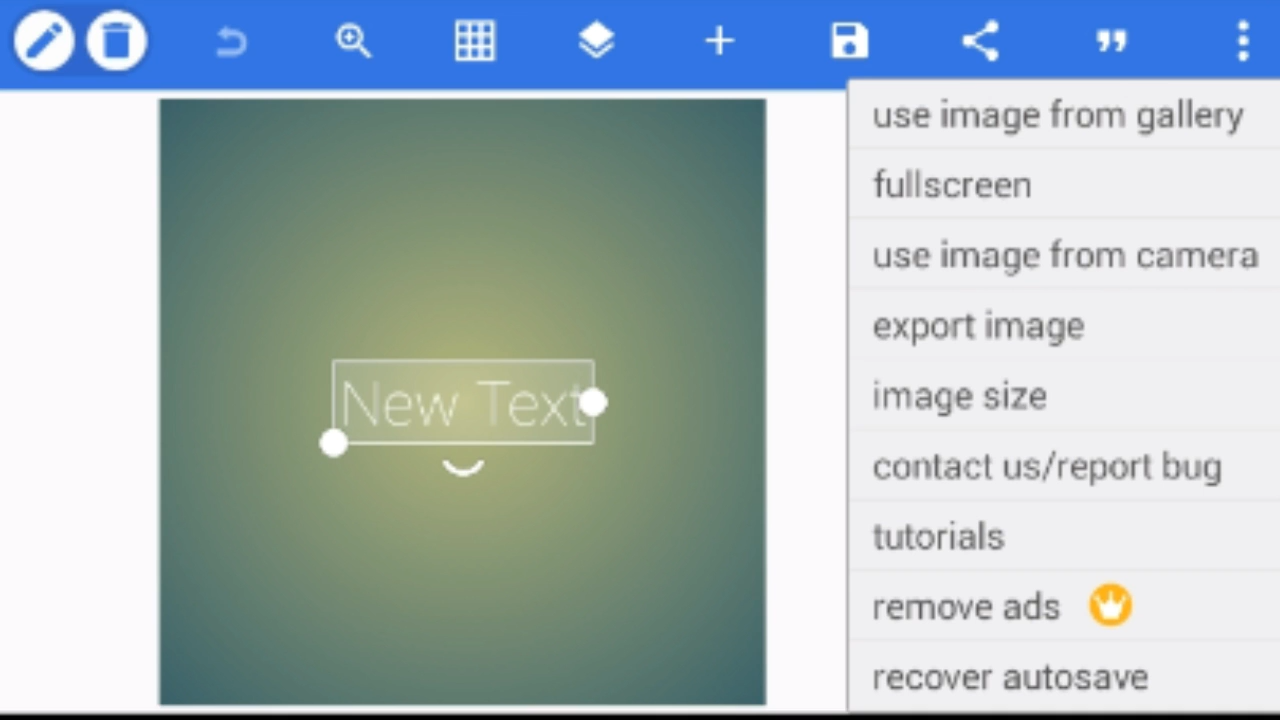 use image from gallery
fullscreen
use image from camera
export image
image size
contact us/report bug
tutorials
remove ads
recover autosave
New Text